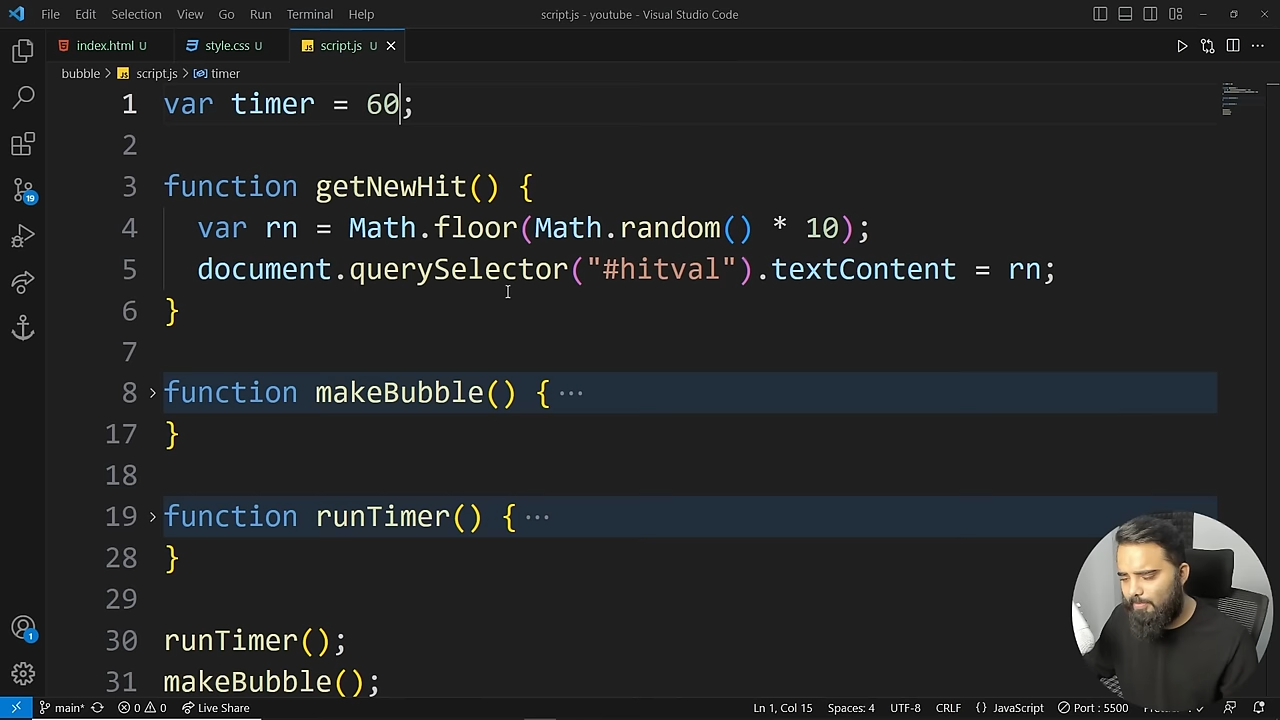 File Edit Selection View Go Run Terminal Help script.js - youtube - Visual Studio Code
index.html U style.css U JS script.js U
bubble > JS script.js > timer
1 var timer = 60;
2
3 function getNewHit() {
4 var rn = Math.floor(Math.random() * 10);
5 document.querySelector("#hitval").textContent = rn;
6 }
7
8 function makeBubble() { ···
17 }
18
19 function runTimer() { ···
28 }
29
30 runTimer();
31 makeBubble();
19
1
main* 0 0 Live Share Ln 1, Col 15 Spaces: 4 UTF-8 CRLF {} JavaScript Port : 5500